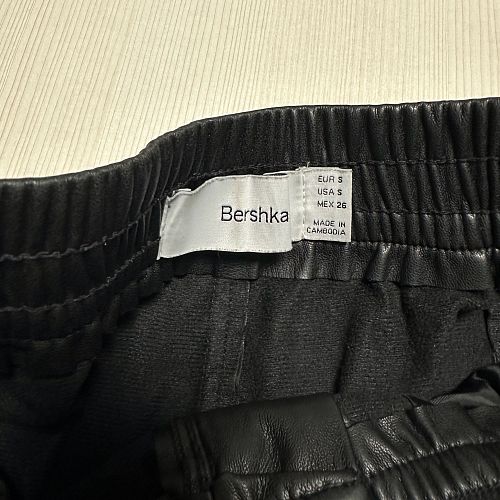 Bershka
EUR S
USA S
MEX 26
MADE IN
CAMBODIA